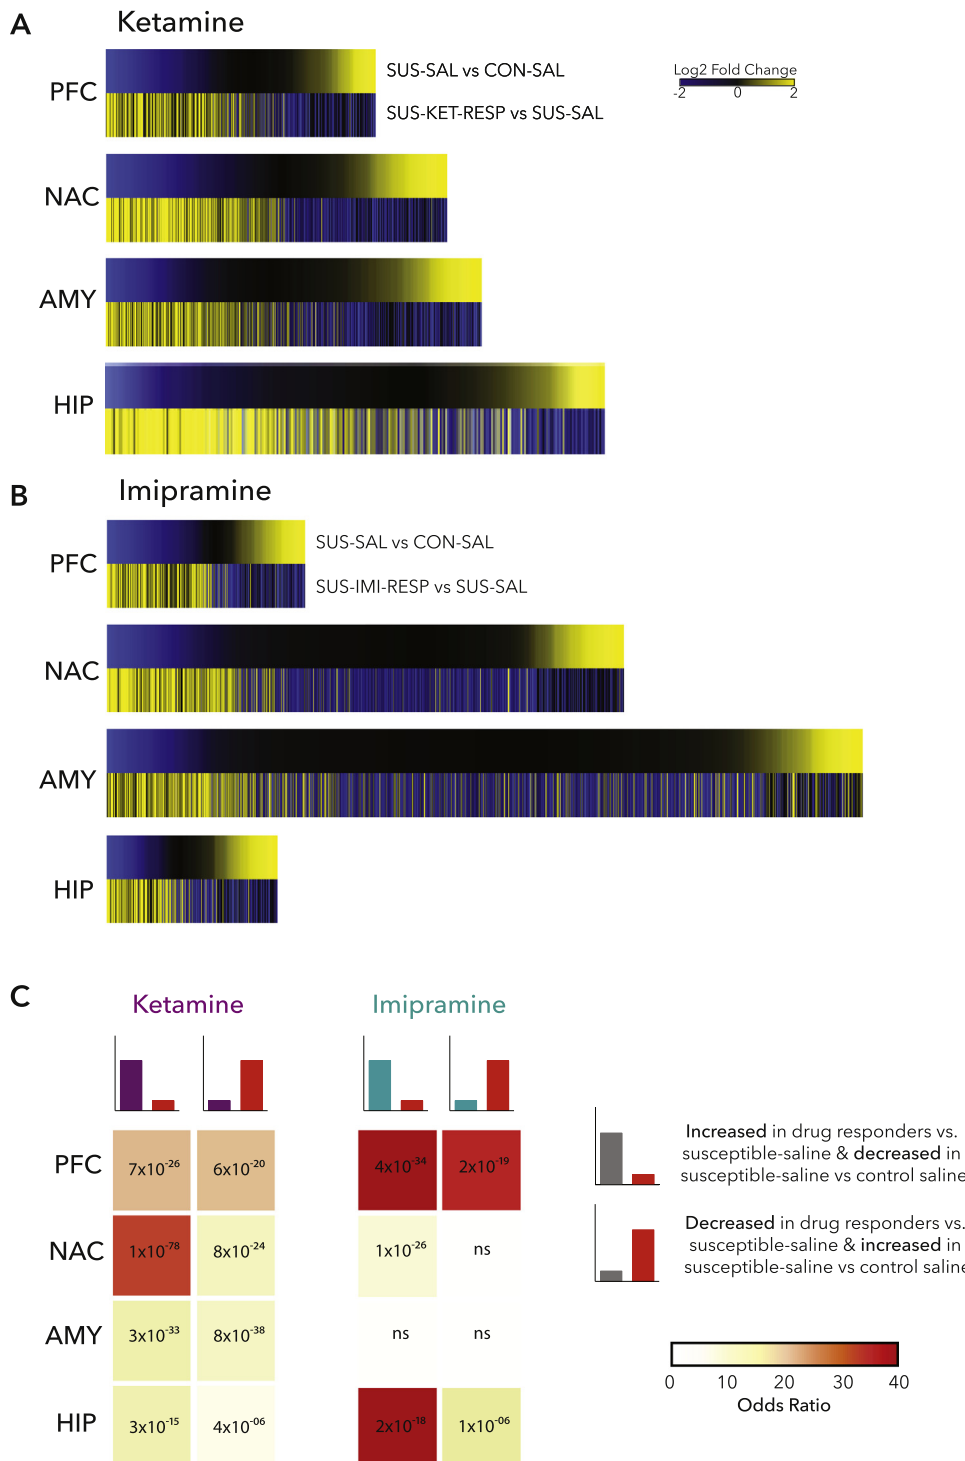 A
Ketamine
PFC
SUS-SAL vs CON-SAL
SUS-KET-RESP vs SUS-SAL
Log2 Fold Change
-2 0 2
NAC
AMY
HIP
B
Imipramine
PFC
SUS-SAL vs CON-SAL
SUS-IMI-RESP vs SUS-SAL
NAC
AMY
HIP
C
Ketamine
Imipramine
PFC
7x10⁻²⁶ 6x10⁻²⁰ 4x10⁻³⁴ 2x10⁻¹⁹
NAC
1x10⁻⁷⁸ 8x10⁻²⁴ 1x10⁻²⁶ ns
AMY
3x10⁻³³ 8x10⁻³⁸ ns ns
HIP
3x10⁻¹⁵ 4x10⁻⁰⁶ 2x10⁻¹⁸ 1x10⁻⁰⁶
Increased in drug responders vs.
susceptible-saline & decreased in
susceptible-saline vs control saline
Decreased in drug responders vs.
susceptible-saline & increased in
susceptible-saline vs control saline
0 10 20 30 40
Odds Ratio